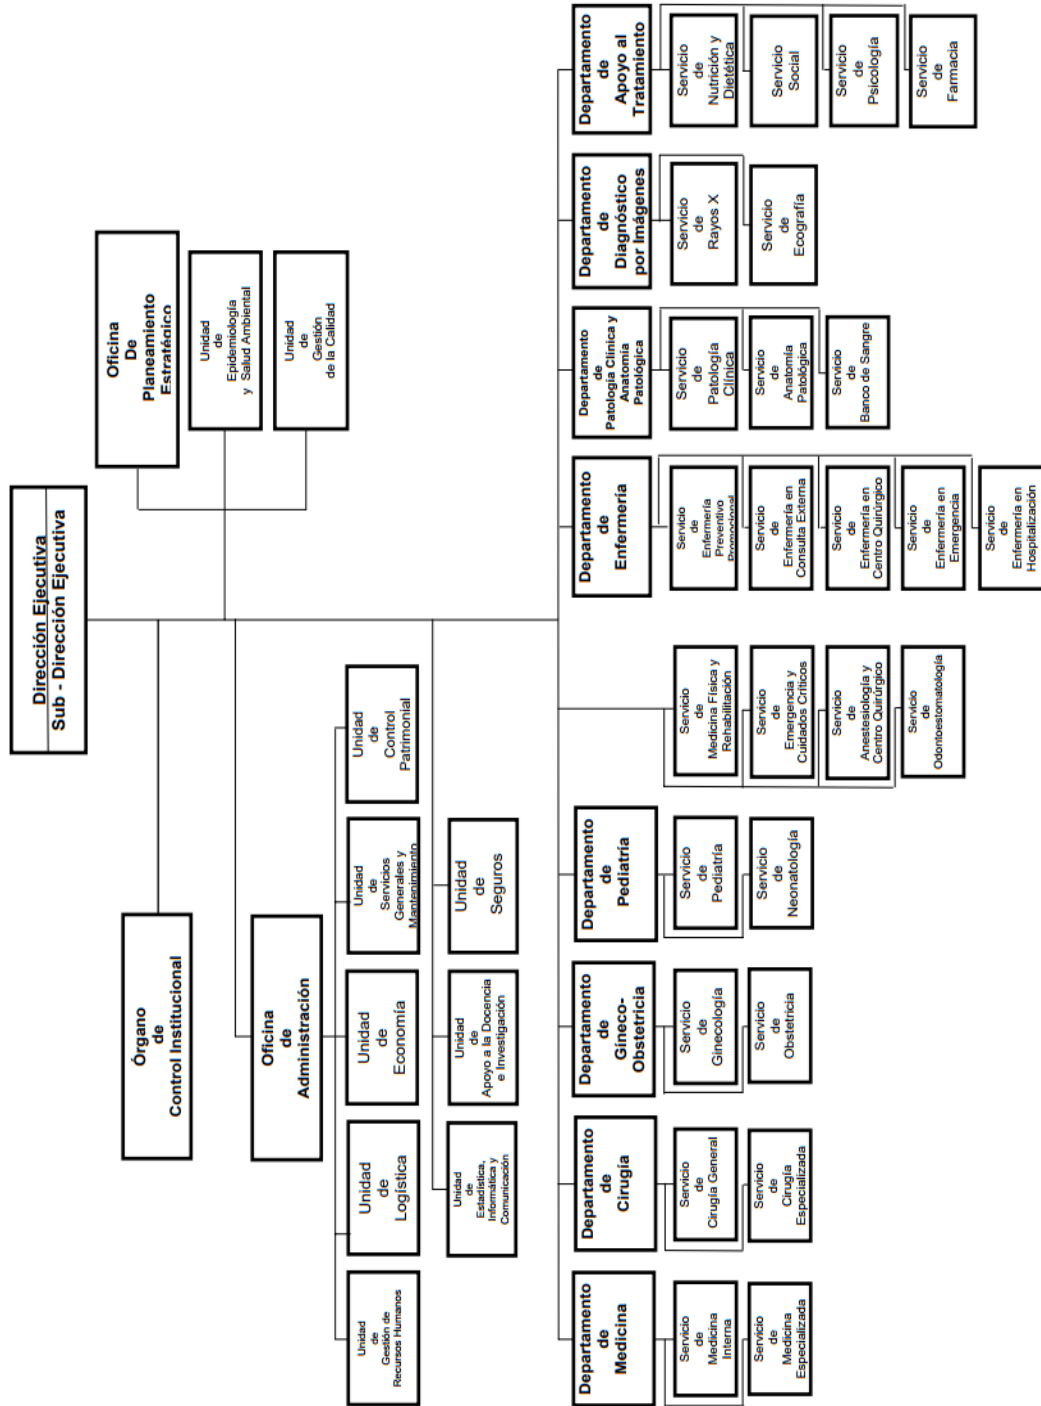 Dirección Ejecutiva
Sub - Dirección Ejecutiva
Órgano
de
Control Institucional
Oficina
De
Planeamiento
Estratégico
Unidad
de
Epidemiología
y Salud Ambiental
Unidad
de
Gestión
de la Calidad
Oficina
de
Administración
Unidad
de
Gestión de
Recursos Humanos
Unidad
de
Logística
Unidad
de
Economía
Unidad
de
Servicios
Generales y
Mantenimiento
Unidad
de
Control
Patrimonial
Unidad
de
Estadística,
Informática y
Comunicación
Unidad
de
Apoyo a la Docencia
e Investigación
Unidad
de
Seguros
Departamento
de
Medicina
Servicio
de
Medicina
Interna
Servicio
de
Medicina
Especializada
Departamento
de
Cirugía
Servicio
de
Cirugía General
Servicio
de
Cirugía
Especializada
Departamento
de
Gineco-
Obstetricia
Servicio
de
Ginecología
Servicio
de
Obstetricia
Departamento
de
Pediatría
Servicio
de
Pediatría
Servicio
de
Neonatología
Servicio
de
Medicina Física y
Rehabilitación
Servicio
de
Emergencia y
Cuidados Críticos
Servicio
de
Anestesiología y
Centro Quirúrgico
Servicio
de
Odontoestomatología
Departamento
de
Enfermería
Servicio
de
Enfermería
Preventivo
Promocional
Servicio
de
Enfermería en
Consulta Externa
Servicio
de
Enfermería en
Centro Quirúrgico
Servicio
de
Enfermería en
Emergencia
Servicio
de
Enfermería en
Hospitalización
Departamento
de
Patología Clínica y
Anatomía
Patológica
Servicio
de
Patología
Clínica
Servicio
de
Anatomía
Patológica
Servicio
de
Banco de Sangre
Departamento
de
Diagnóstico
por Imágenes
Servicio
de
Rayos X
Servicio
de
Ecografía
Departamento
de
Apoyo al
Tratamiento
Servicio
de
Nutrición y
Dietética
Servicio
Social
Servicio
de
Psicología
Servicio
de
Farmacia